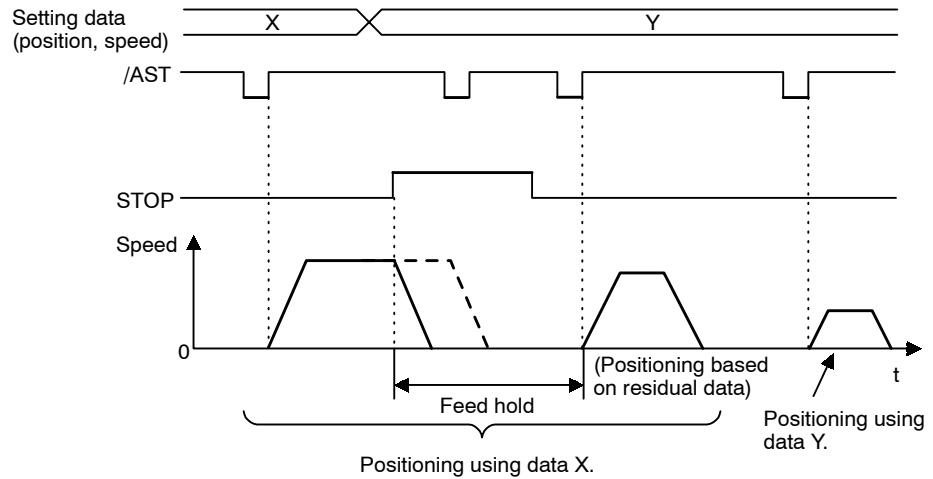 Setting data
(position, speed)
X
Y
/AST
STOP
Speed
0
(Positioning based
on residual data)
t
Feed hold
Positioning using
data Y.
Positioning using data X.